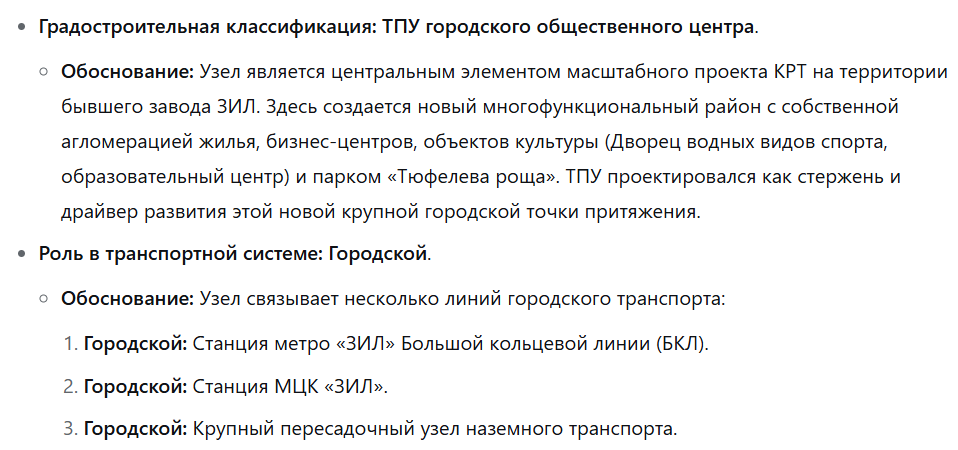 • Градостроительная классификация: ТПУ городского общественного центра.
○ Обоснование: Узел является центральным элементом масштабного проекта КРТ на территории
бывшего завода ЗИЛ. Здесь создается новый многофункциональный район с собственной
агломерацией жилья, бизнес-центров, объектов культуры (Дворец водных видов спорта,
образовательный центр) и парком «Тюфелева роща». ТПУ проектировался как стержень и
драйвер развития этой новой крупной городской точки притяжения.
• Роль в транспортной системе: Городской.
○ Обоснование: Узел связывает несколько линий городского транспорта:
1. Городской: Станция метро «ЗИЛ» Большой кольцевой линии (БКЛ).
2. Городской: Станция МЦК «ЗИЛ».
3. Городской: Крупный пересадочный узел наземного транспорта.